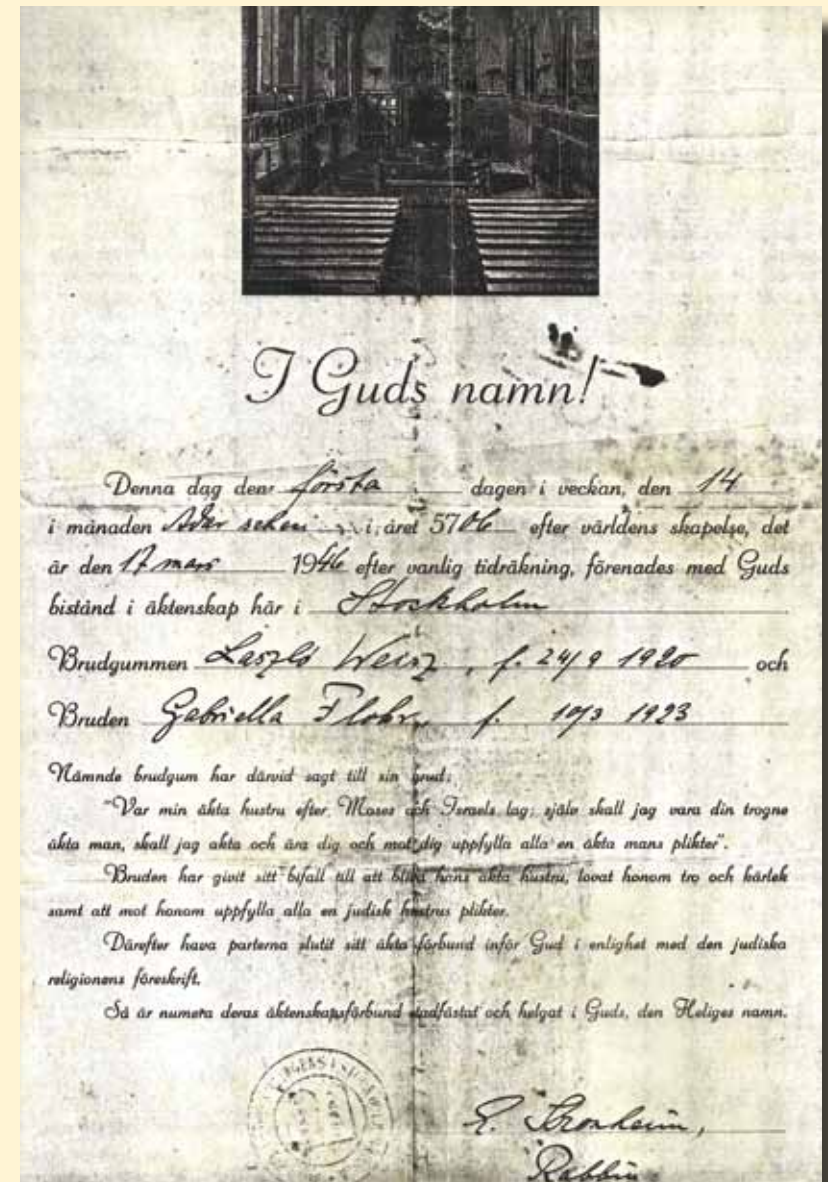 I Guds namn!
Denna dag den första dagen i veckan, den 14
i månaden Adar scheni i året 5706 efter världens skapelse, det
är den 17 mars 1946 efter vanlig tidräkning, förenades med Guds
bistånd i äktenskap här i Stockholm
Brudgummen Laszló Weisz, f. 24/9 1920 och
Bruden Gabriella Flohr, f. 10/3 1923
Nämnde brudgum har därvid sagt till sin brud:
"Var min äkta hustru efter Moses och Israels lag; själv skall jag vara din trogne
äkta man, skall jag akta och ära dig och mot dig uppfylla alla en äkta mans plikter".
Bruden har givit sitt bifall till att bliva hans äkta hustru, lovat honom tro och kärlek
samt att mot honom uppfylla alla en judisk hustrus plikter.
Därefter hava parterna slutit sitt äkta förbund inför Gud i enlighet med den judiska
religionens föreskrift.
Så är numera deras äktenskapsförbund stadfästat och helgat i Guds, den Heliges namn.
Rabbin